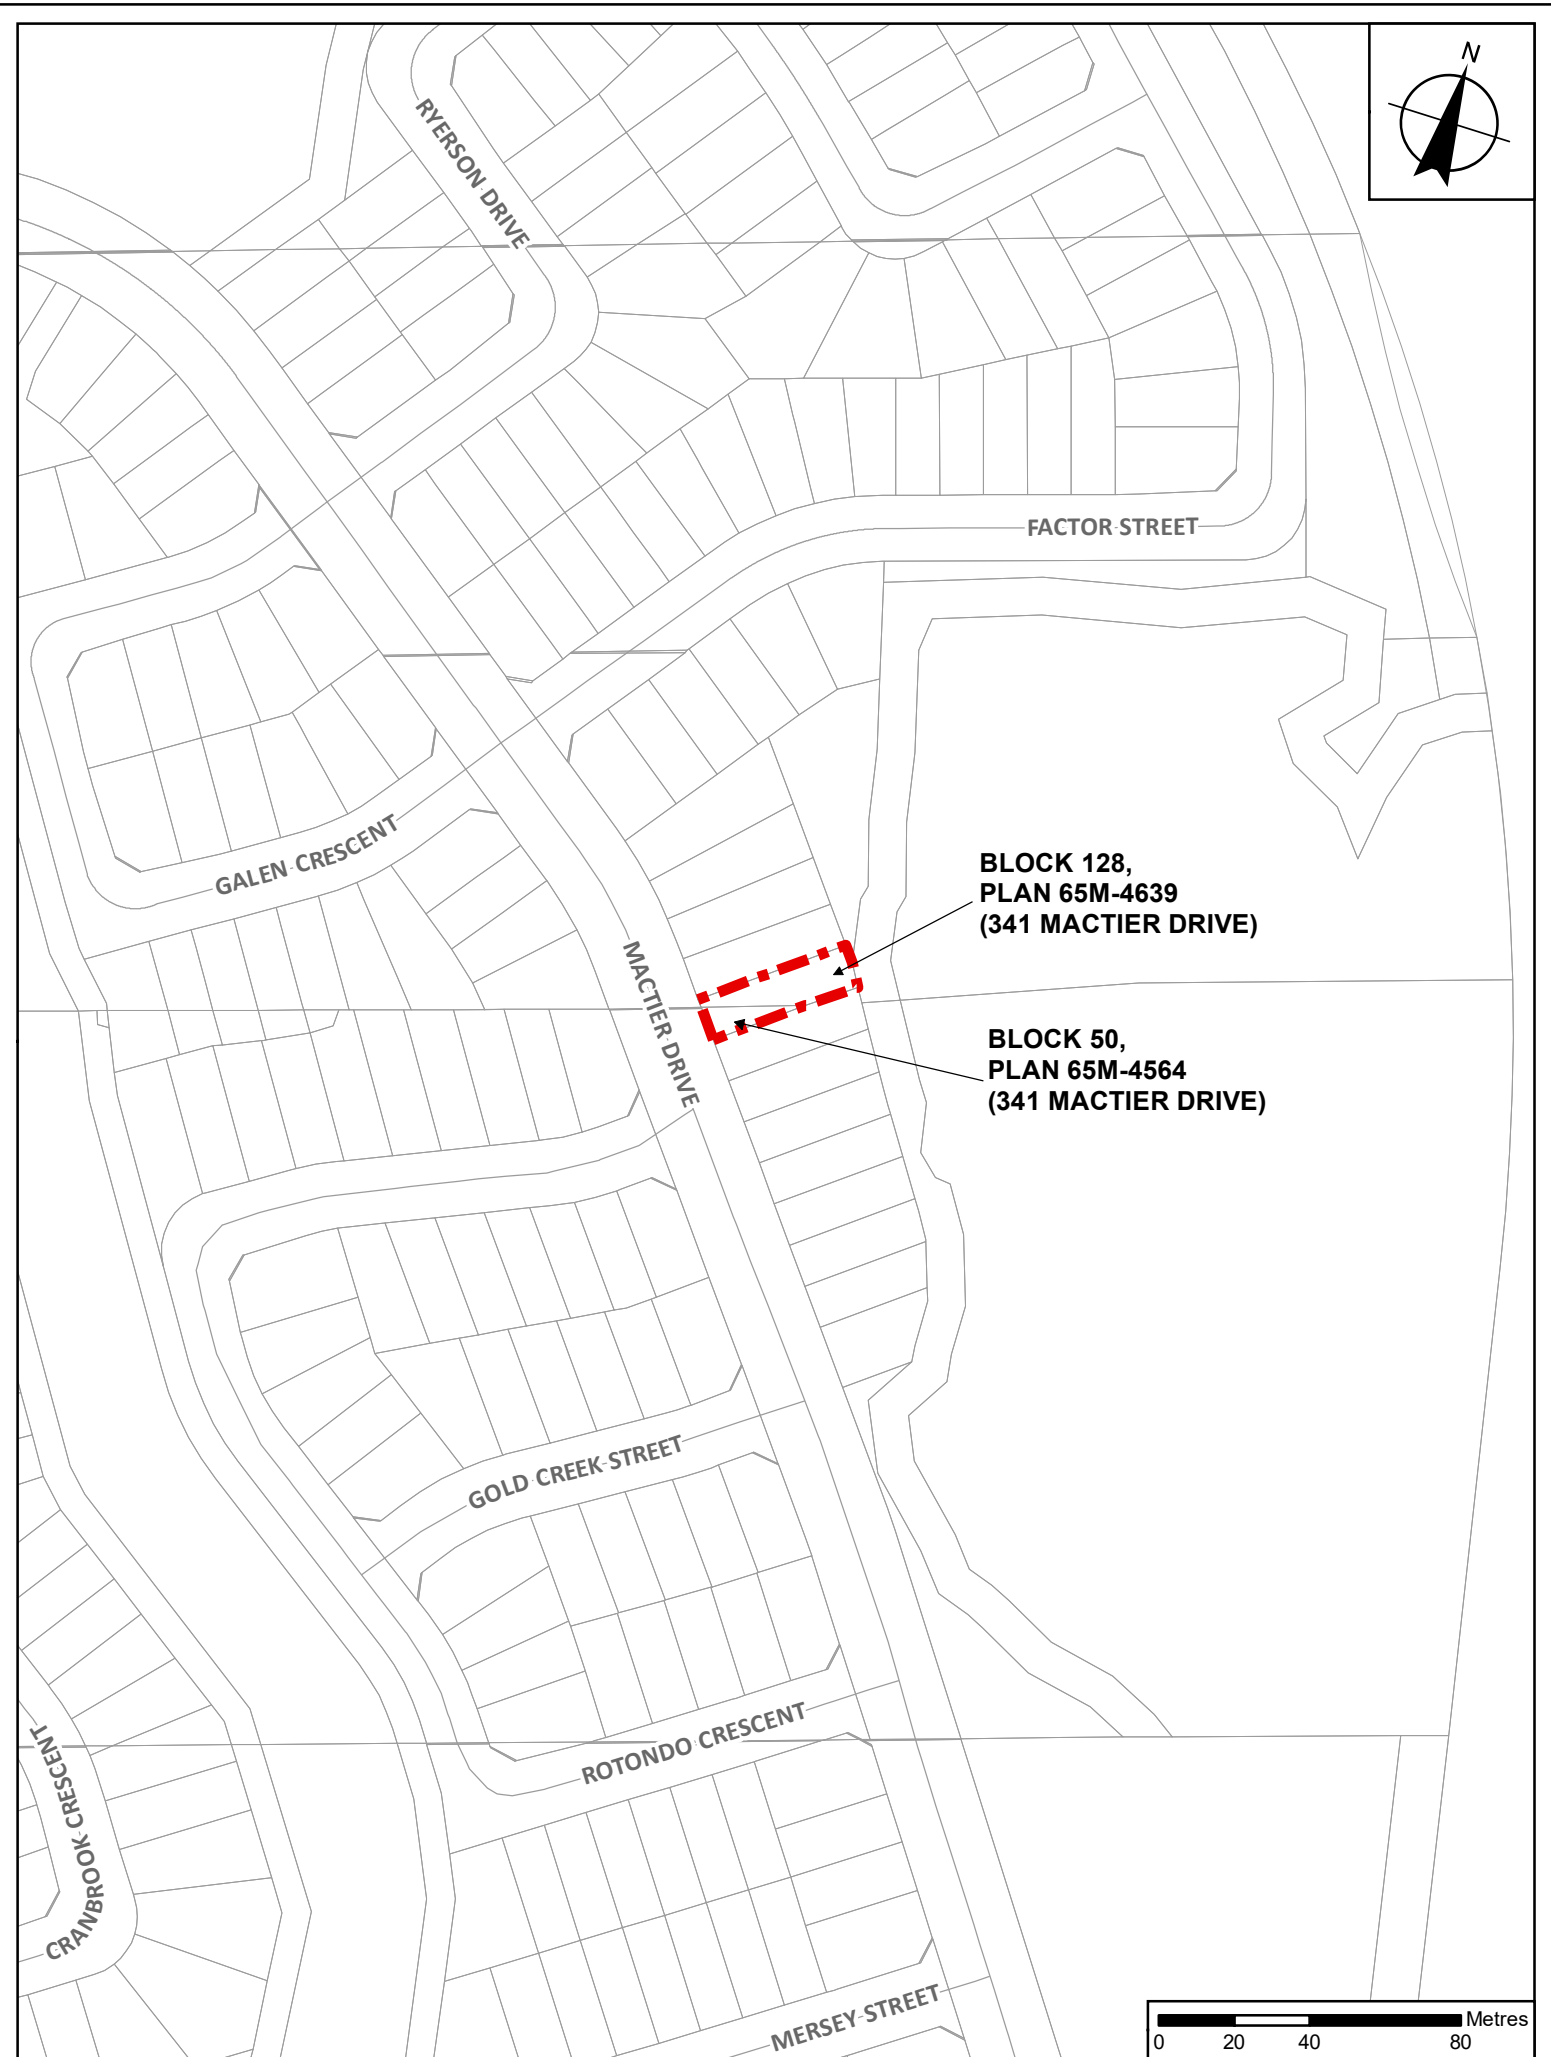 N
RYERSON DRIVE
FACTOR STREET
GALEN CRESCENT
BLOCK 128,
PLAN 65M-4639
(341 MACTIER DRIVE)
MACTIER DRIVE
BLOCK 50,
PLAN 65M-4564
(341 MACTIER DRIVE)
GOLD CREEK STREET
ROTONDO CRESCENT
CRANBROOK CRESCENT
MERSEY STREET
Metres
0 20 40 80